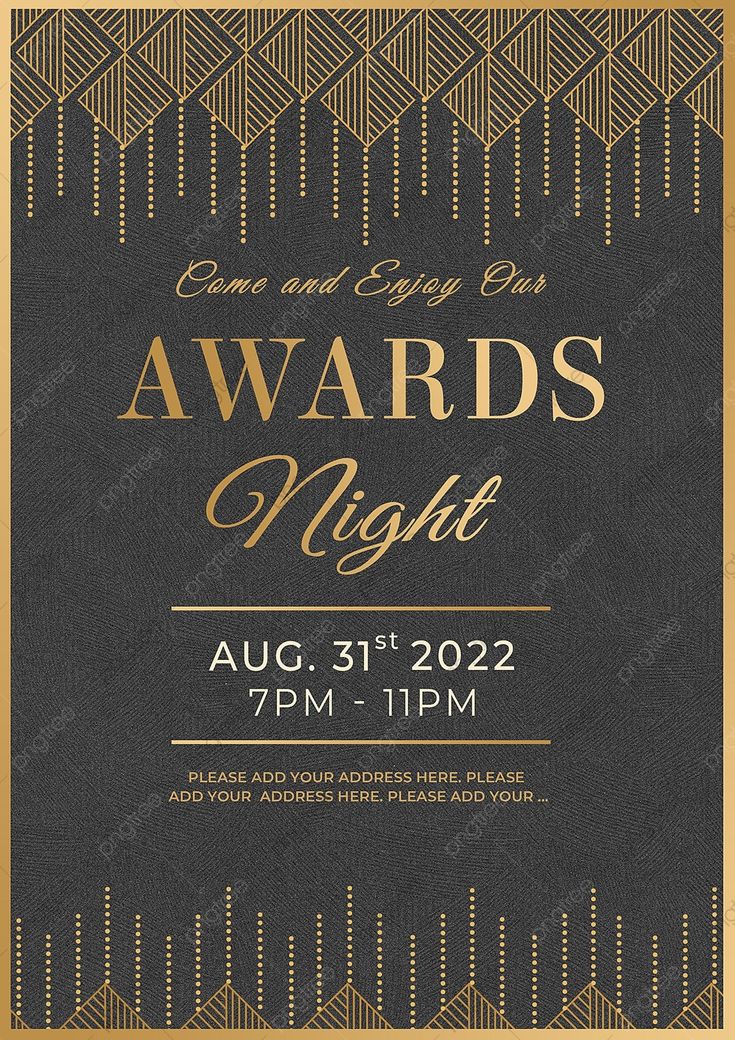 Come and Enjoy Our
AWARDS
Night
AUG. 31st 2022
7PM - 11PM
PLEASE ADD YOUR ADDRESS HERE. PLEASE
ADD YOUR ADDRESS HERE. PLEASE ADD YOUR ...
pngtree